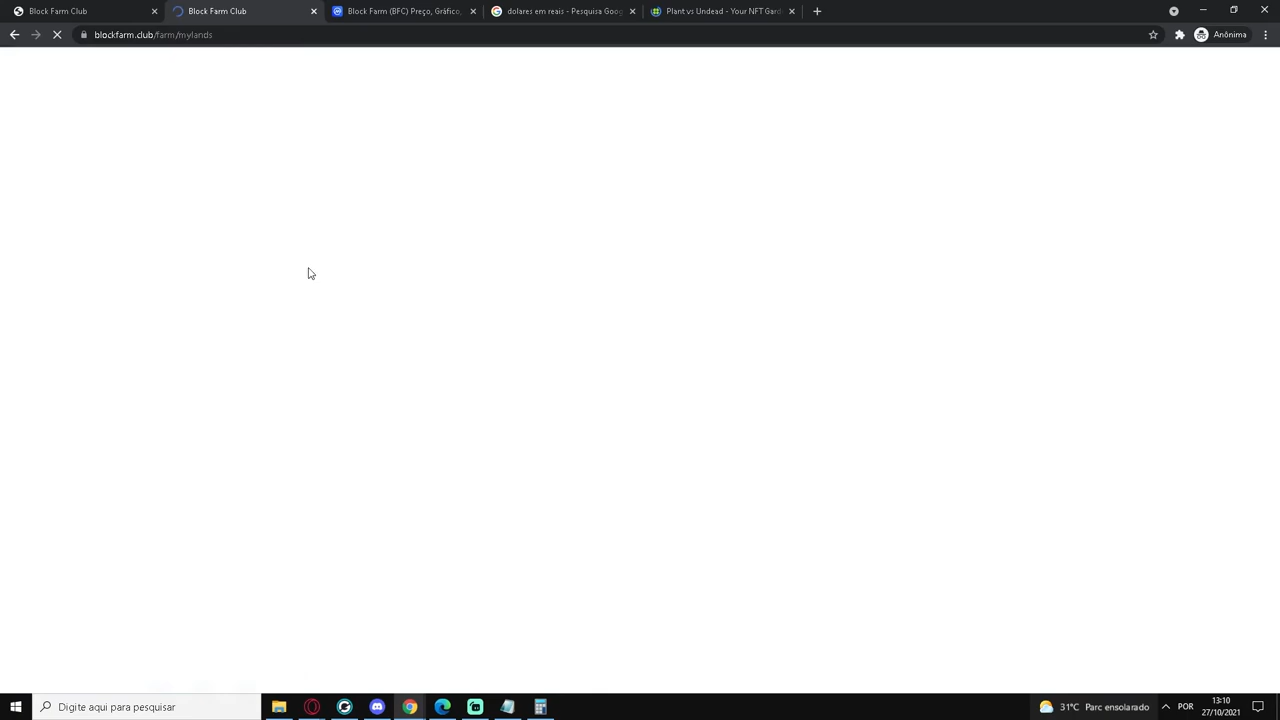 Block Farm Club
Block Farm Club
Block Farm (BFC) Preço, Gráfico,
dolares em reais - Pesquisa Goog
Plant vs Undead - Your NFT Gard
blockfarm.club/farm/mylands
Anônima
Digite aqui para pesquisar
31°C Parc ensolarado
POR
13:10
27/10/2021